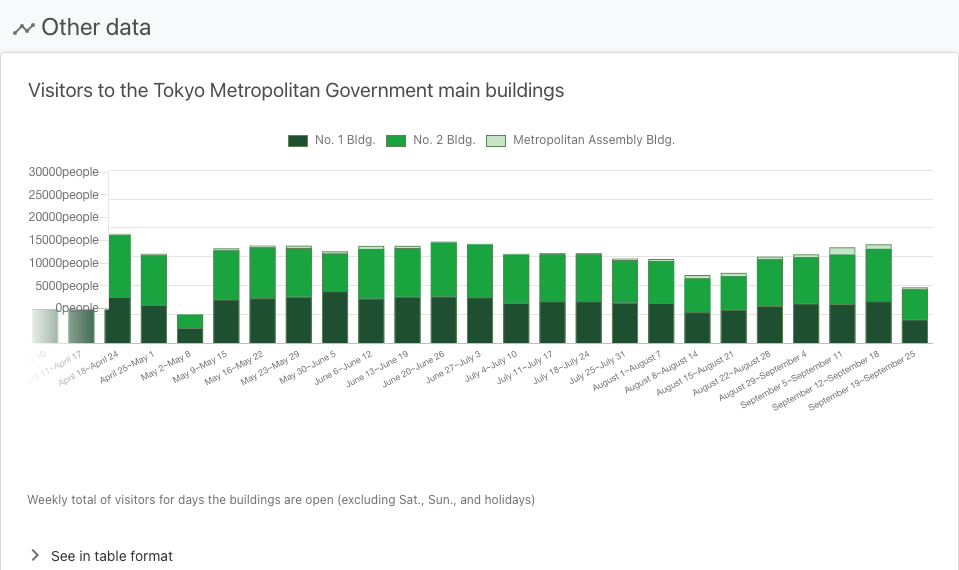 Other data
Visitors to the Tokyo Metropolitan Government main buildings
No. 1 Bldg. No. 2 Bldg. Metropolitan Assembly Bldg.
30000people
25000people
20000people
15000people
10000people
5000people
0people
10
11~April 17
April 18~April 24
April 25~May 1
May 2~May 8
May 9~May 15
May 16~May 22
May 23~May 29
May 30~June 5
June 6~June 12
June 13~June 19
June 20~June 26
June 27~July 3
July 4~July 10
July 11~July 17
July 18~July 24
July 25~July 31
August 1~August 7
August 8~August 14
August 15~August 21
August 22~August 28
August 29~September 4
September 5~September 11
September 12~September 18
September 19~September 25
Weekly total of visitors for days the buildings are open (excluding Sat., Sun., and holidays)
See in table format